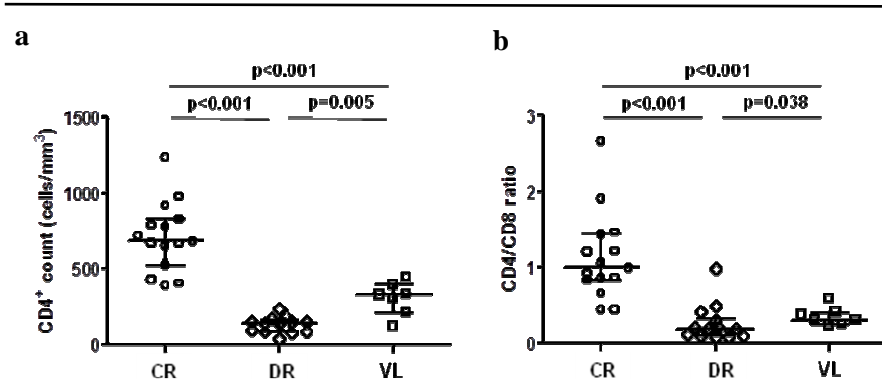 a
p<0.001
p<0.001 p=0.005
1500
1000
500
0
CD4⁺ count (cells/mm³)
CR DR VL
b
p<0.001
p<0.001 p=0.038
3
2
1
0
CD4/CD8 ratio
CR DR VL